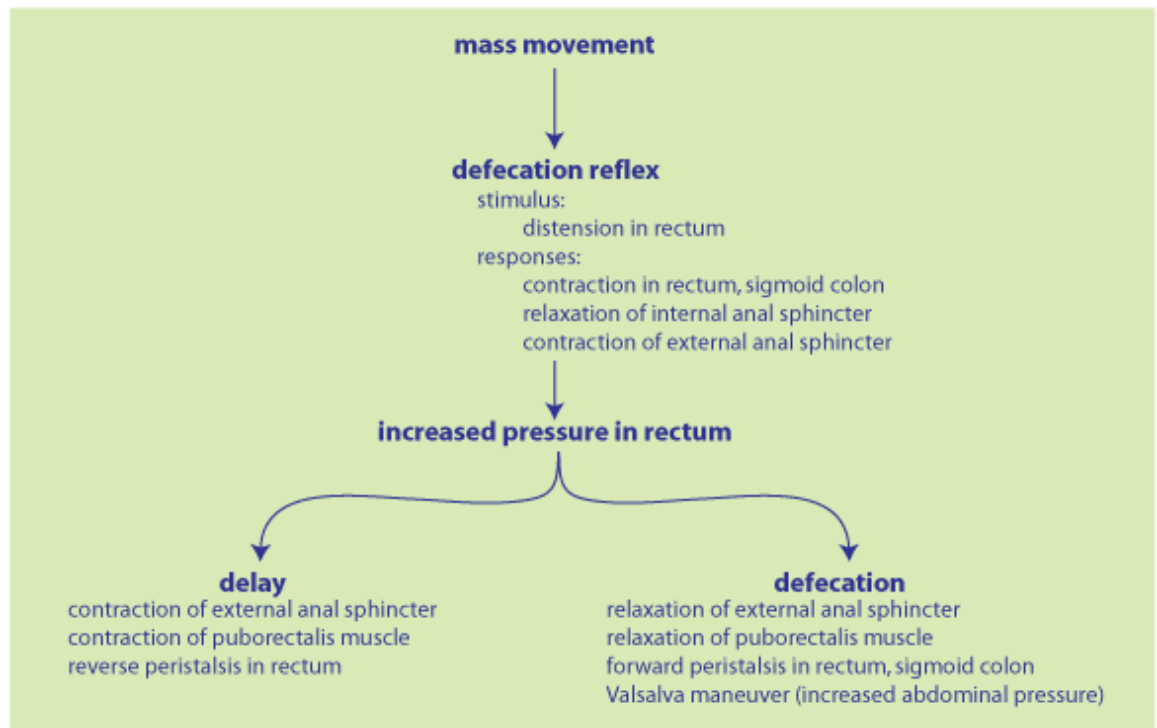 mass movement
defecation reflex
stimulus:
distension in rectum
responses:
contraction in rectum, sigmoid colon
relaxation of internal anal sphincter
contraction of external anal sphincter
increased pressure in rectum
delay
contraction of external anal sphincter
contraction of puborectalis muscle
reverse peristalsis in rectum
defecation
relaxation of external anal sphincter
relaxation of puborectalis muscle
forward peristalsis in rectum, sigmoid colon
Valsalva maneuver (increased abdominal pressure)